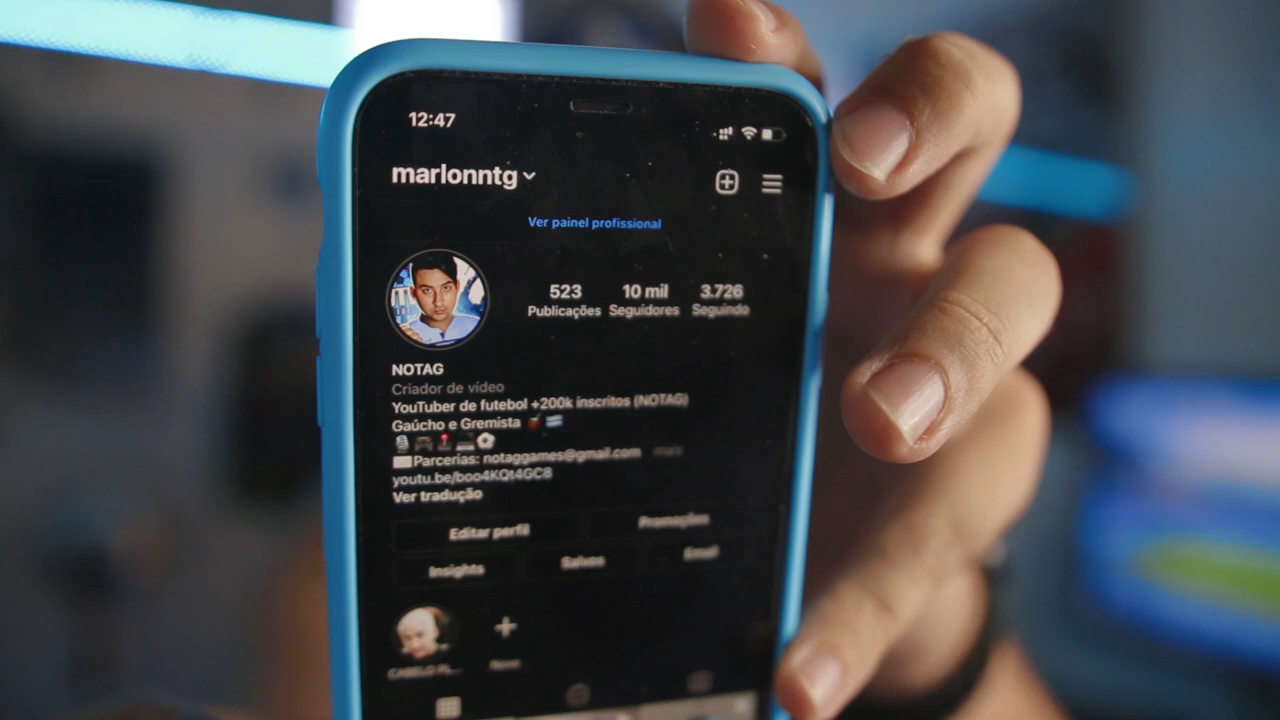 12:47
marlonntg
Ver painel profissional
523 10 mil 3.726
Publicações Seguidores Seguindo
NOTAG
Criador de vídeo
YouTuber de futebol +200k inscritos (NOTAG)
Gaúcho e Gremista
Parcerias: notaggames@gmail.com mais
youtu.be/boo4KQt4GC8
Ver tradução
Editar perfil Promoções
Insights Salvos Email
Novo